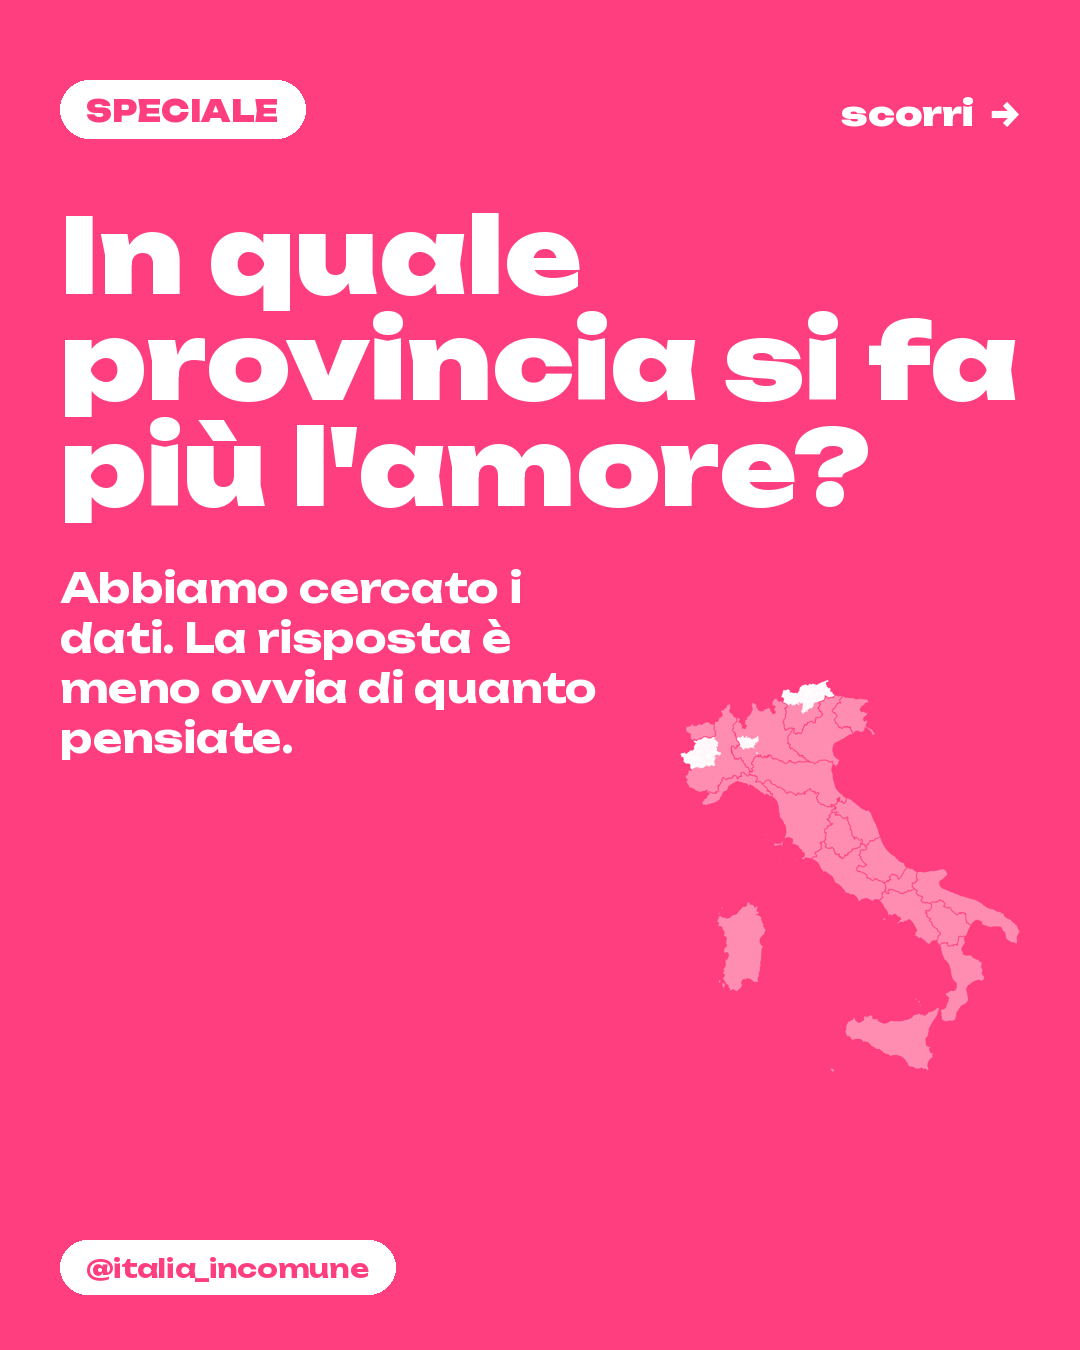 SPECIALE
scorri →
In quale
provincia si fa
più l'amore?
Abbiamo cercato i
dati. La risposta è
meno ovvia di quanto
pensiate.
@italia_incomune